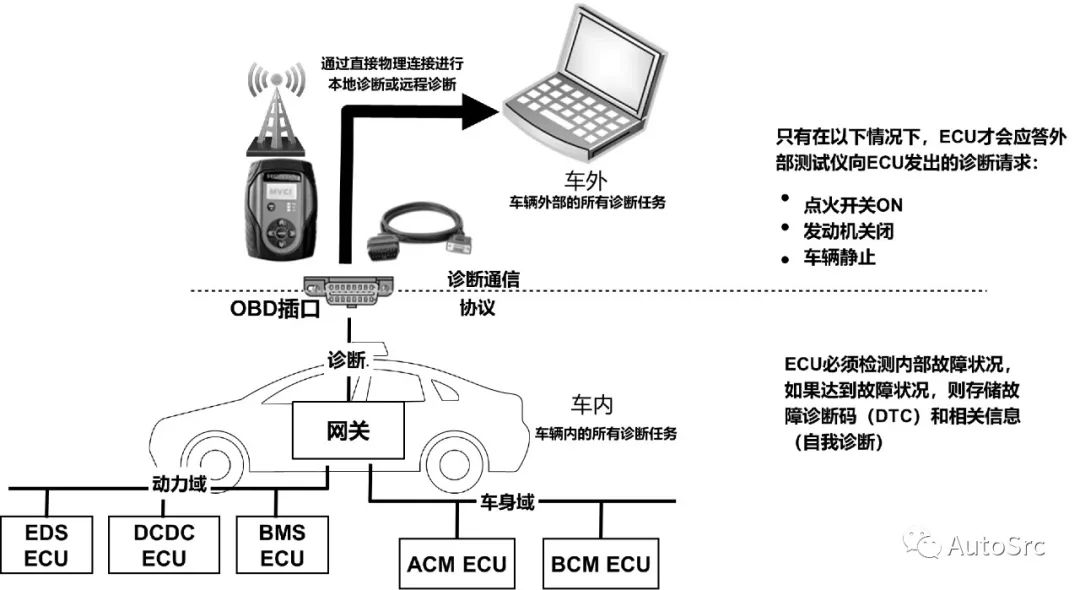 通过直接物理连接进行
本地诊断或远程诊断
MVCI
车外
车辆外部的所有诊断任务
只有在以下情况下，ECU才会应答外
部测试仪向ECU发出的诊断请求：
• 点火开关ON
• 发动机关闭
• 车辆静止
诊断通信
协议
OBD插口
诊断.
网关
车内
车辆内的所有诊断任务
ECU必须检测内部故障状况，
如果达到故障状况，则存储故
障诊断码（DTC）和相关信息
（自我诊断）
动力域
车身域
EDS
ECU
DCDC
ECU
BMS
ECU
ACM ECU
BCM ECU
AutoSrc